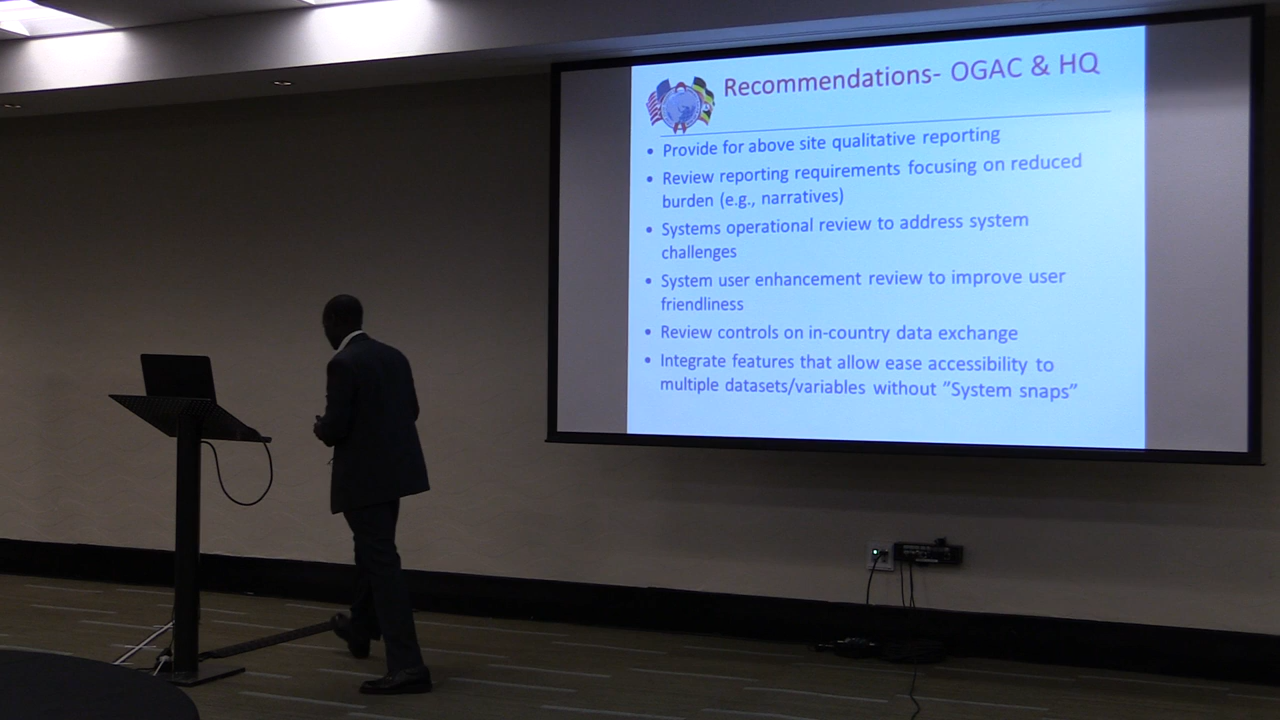 Recommendations- OGAC & HQ
• Provide for above site qualitative reporting
• Review reporting requirements focusing on reduced
burden (e.g., narratives)
• Systems operational review to address system
challenges
• System user enhancement review to improve user
friendliness
• Review controls on in-country data exchange
• Integrate features that allow ease accessibility to
multiple datasets/variables without ”System snaps”